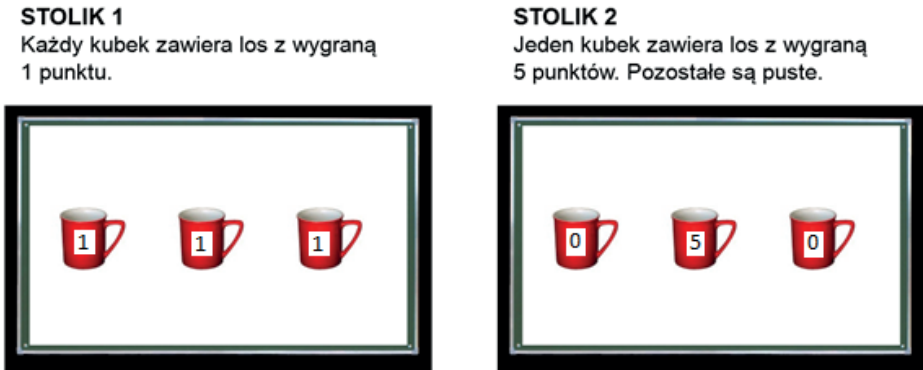 STOLIK 1
Każdy kubek zawiera los z wygraną
1 punktu.
1 1 1
STOLIK 2
Jeden kubek zawiera los z wygraną
5 punktów. Pozostałe są puste.
0 5 0